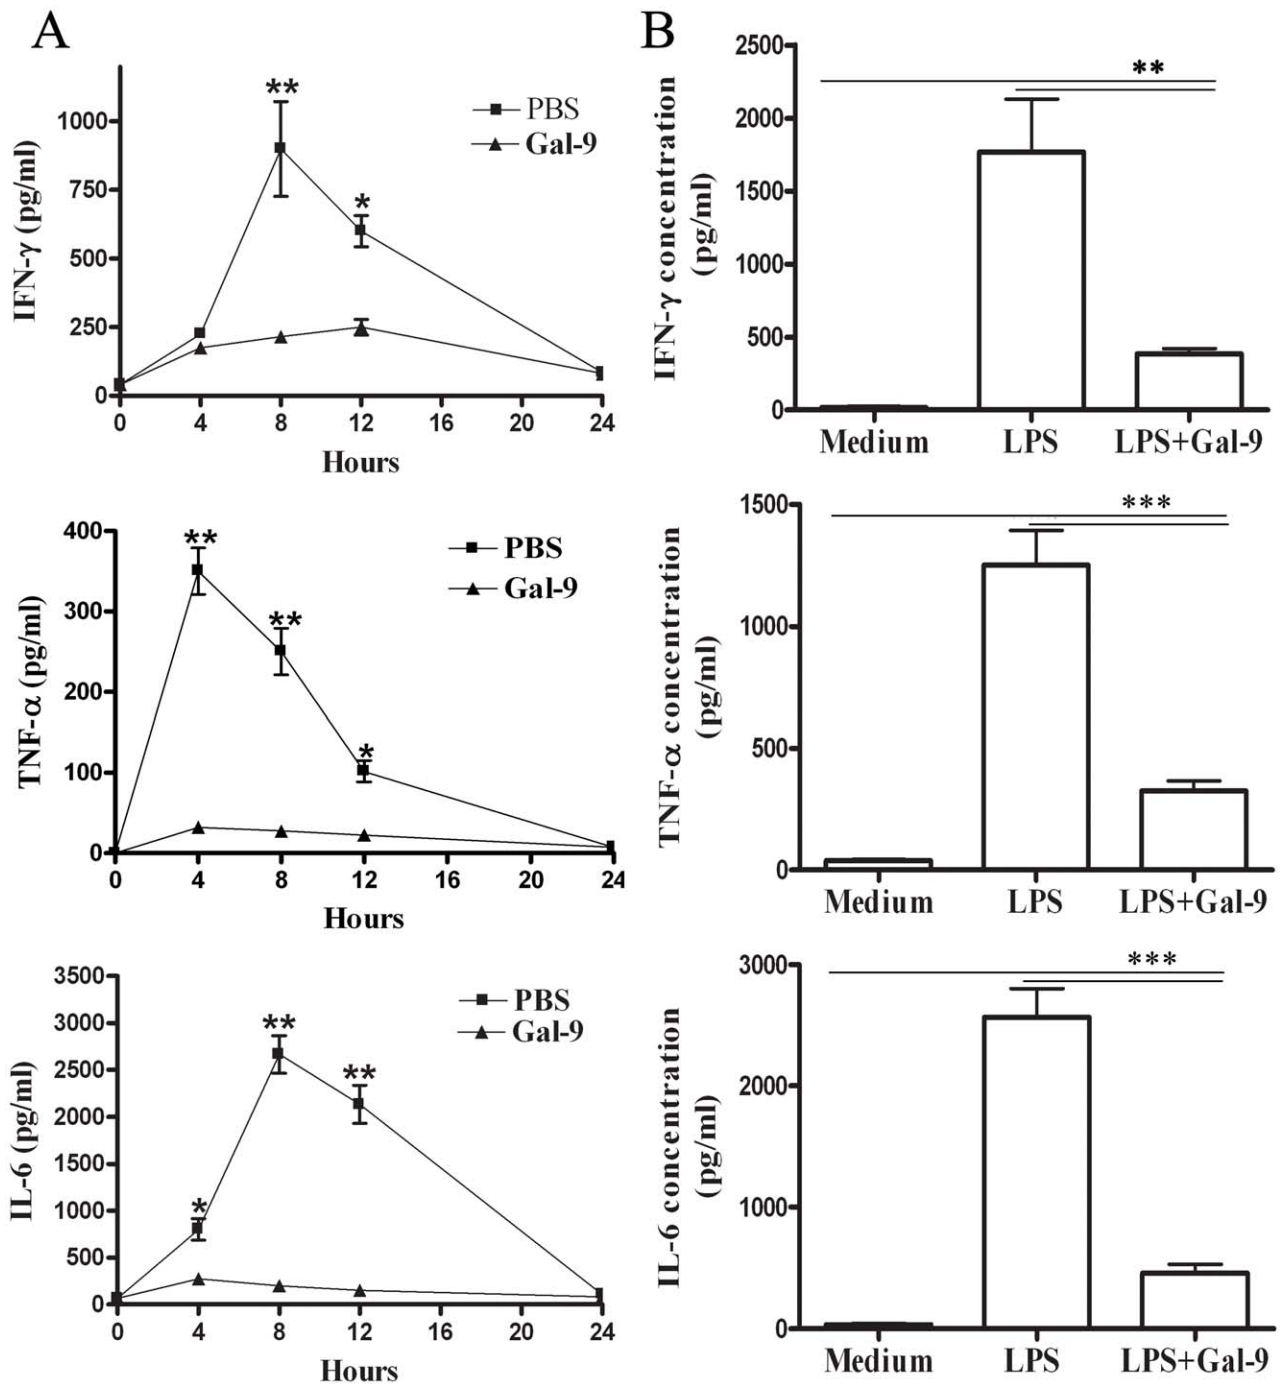 A
IFN-γ (pg/ml)
1000
750
500
250
0
**
*
PBS
Gal-9
0 4 8 12 16 20 24
Hours
TNF-α (pg/ml)
400
300
200
100
0
**
**
*
PBS
Gal-9
0 4 8 12 16 20 24
Hours
IL-6 (pg/ml)
3500
3000
2500
2000
1500
1000
500
0
*
**
**
PBS
Gal-9
0 4 8 12 16 20 24
Hours
B
IFN-γ concentration
(pg/ml)
2500
2000
1500
1000
500
0
**
Medium LPS LPS+Gal-9
TNF-α concentration
(pg/ml)
1500
1000
500
0
***
Medium LPS LPS+Gal-9
IL-6 concentration
(pg/ml)
3000
2000
1000
0
***
Medium LPS LPS+Gal-9